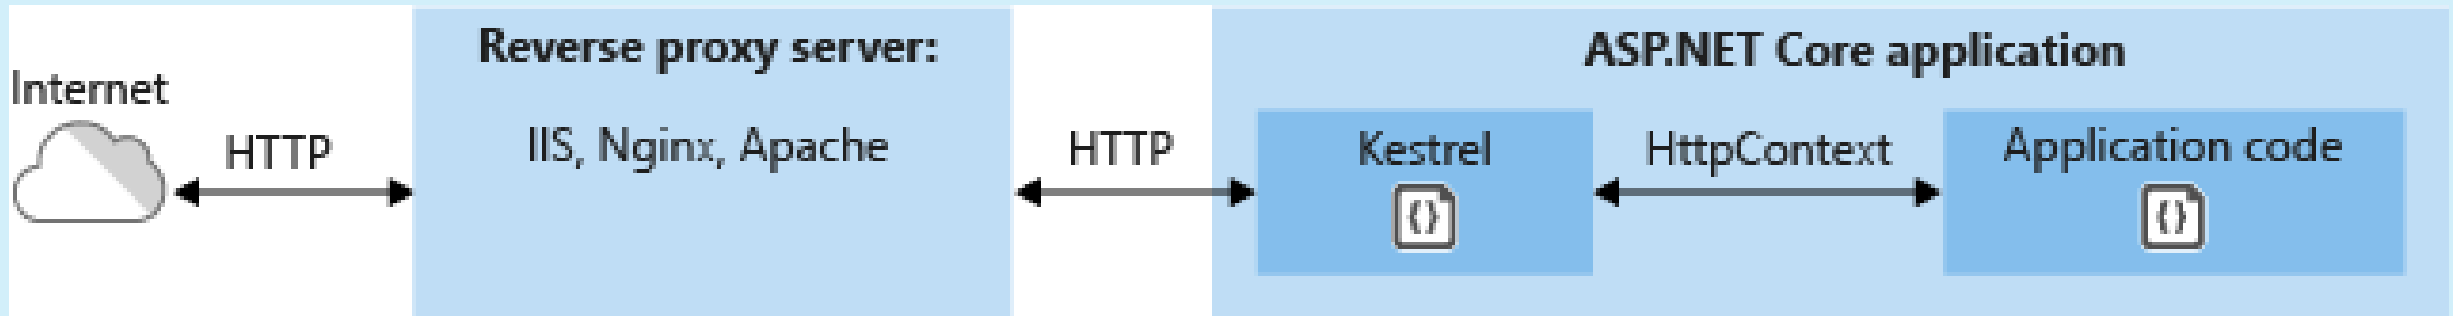 Internet
HTTP
Reverse proxy server:
IIS, Nginx, Apache
HTTP
ASP.NET Core application
Kestrel
{}
HttpContext
Application code
{}